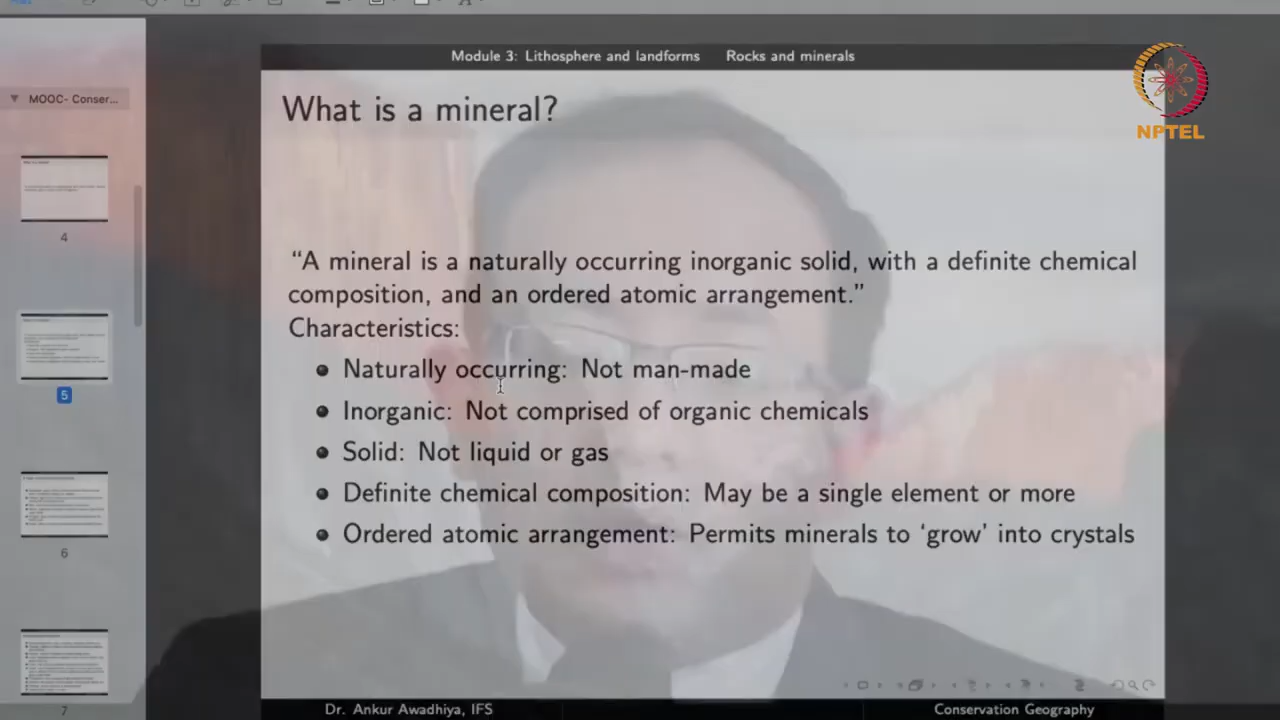 Module 3: Lithosphere and landforms Rocks and minerals
NPTEL
MOOC- Conser...
What is a mineral?
“A mineral is a naturally occurring inorganic solid, with a definite chemical
composition, and an ordered atomic arrangement.”
Characteristics:
Naturally occurring: Not man-made
Inorganic: Not comprised of organic chemicals
Solid: Not liquid or gas
Definite chemical composition: May be a single element or more
Ordered atomic arrangement: Permits minerals to ‘grow’ into crystals
4
5
6
7
Dr. Ankur Awadhiya, IFS
Conservation Geography